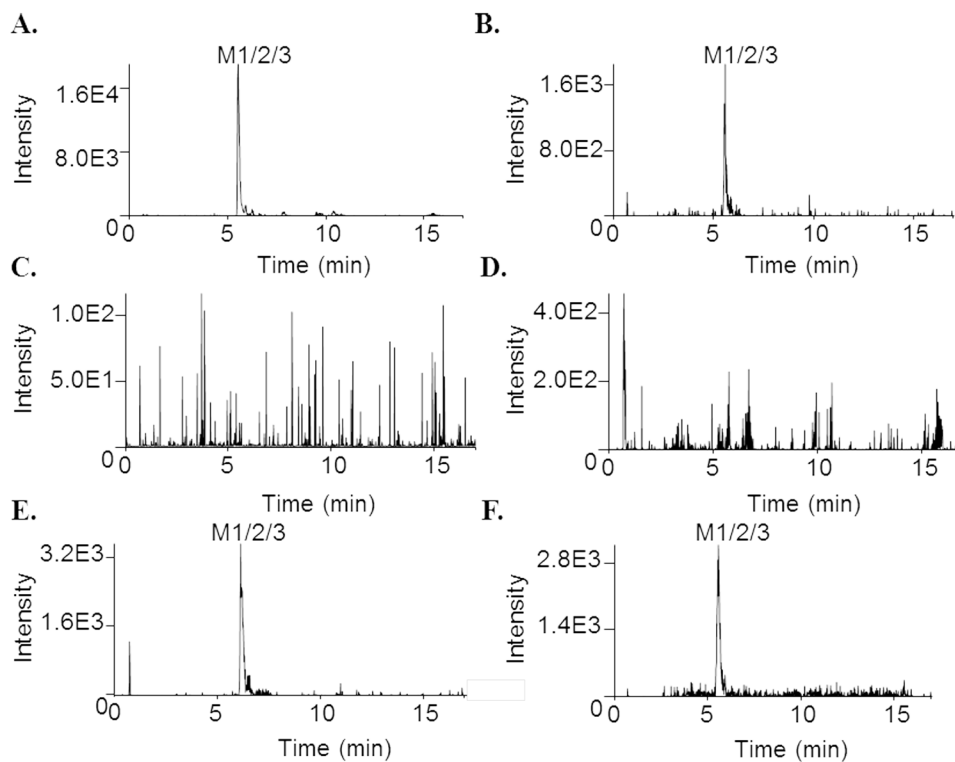 A.
M1/2/3
Intensity
1.6E4
8.0E3
0
0 5 10 15
Time (min)
B.
M1/2/3
Intensity
1.6E3
8.0E2
0
0 5 10 15
Time (min)
C.
Intensity
1.0E2
5.0E1
0
0 5 10 15
Time (min)
D.
Intensity
4.0E2
2.0E2
0
0 5 10 15
Time (min)
E.
M1/2/3
Intensity
3.2E3
1.6E3
0
0 5 10 15
Time (min)
F.
M1/2/3
Intensity
2.8E3
1.4E3
0
0 5 10 15
Time (min)